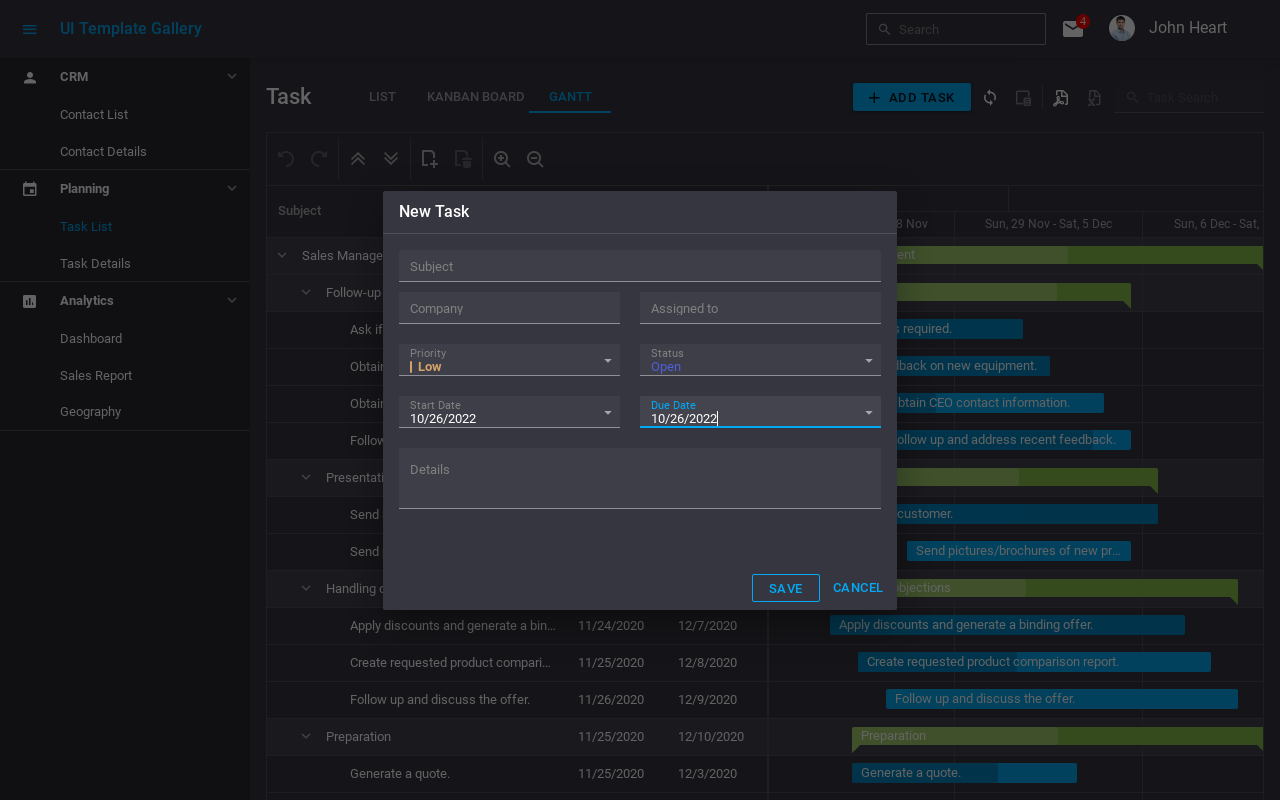 UI Template Gallery
Search
4
John Heart
CRM
Contact List
Contact Details
Planning
Task List
Task Details
Analytics
Dashboard
Sales Report
Geography
Task
LIST
KANBAN BOARD
GANTT
ADD TASK
Task Search
Subject
8 Nov
Sun, 29 Nov - Sat, 5 Dec
Sun, 6 Dec - Sat,
Sales Manage
ent
Follow-up
Ask if
s required.
Obtain
dback on new equipment.
Obtain
btain CEO contact information.
Follow
ollow up and address recent feedback.
Presentati
Send
customer.
Send
Send pictures/brochures of new pr...
Handling
bjections
Apply discounts and generate a bin...
11/24/2020
12/7/2020
Apply discounts and generate a binding offer.
Create requested product compari...
11/25/2020
12/8/2020
Create requested product comparison report.
Follow up and discuss the offer.
11/26/2020
12/9/2020
Follow up and discuss the offer.
Preparation
11/25/2020
12/10/2020
Preparation
Generate a quote.
11/25/2020
12/3/2020
Generate a quote.
New Task
Subject
Company
Assigned to
Priority
Low
Status
Open
Start Date
10/26/2022
Due Date
10/26/2022
Details
SAVE
CANCEL